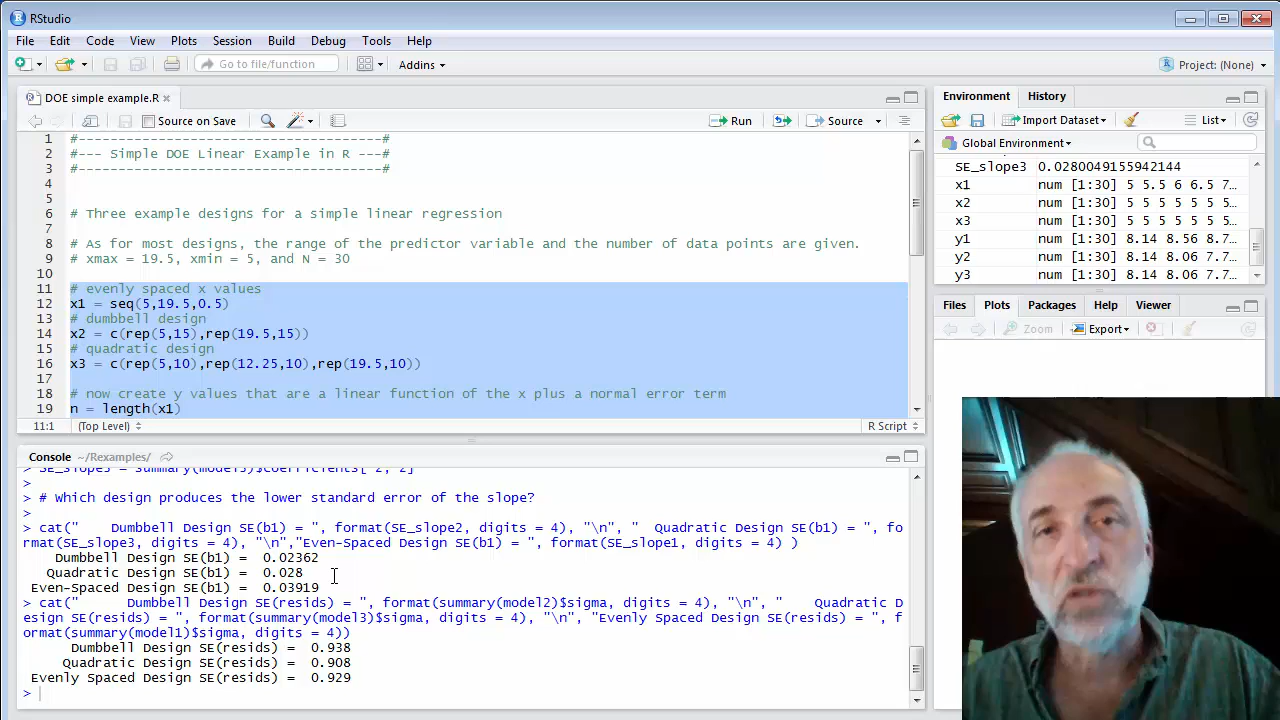 RStudio
File Edit Code View Plots Session Build Debug Tools Help
Go to file/function Addins Project: (None)
DOE simple example.R
Source on Save Run Source
1 #---------------------------------------#
2 #--- Simple DOE Linear Example in R ---#
3 #---------------------------------------#
4
5
6 # Three example designs for a simple linear regression
7
8 # As for most designs, the range of the predictor variable and the number of data points are given.
9 # xmax = 19.5, xmin = 5, and N = 30
10
11 # evenly spaced x values
12 x1 = seq(5,19.5,0.5)
13 # dumbbell design
14 x2 = c(rep(5,15),rep(19.5,15))
15 # quadratic design
16 x3 = c(rep(5,10),rep(12.25,10),rep(19.5,10))
17
18 # now create y values that are a linear function of the x plus a normal error term
19 n = length(x1)
11:1 (Top Level) R Script
Console ~/Rexamples/
>
> # Which design produces the lower standard error of the slope?
>
> cat("    Dumbbell Design SE(b1) = ", format(SE_slope2, digits = 4), "\n", "  Quadratic Design SE(b1) = ", fo
rmat(SE_slope3, digits = 4), "\n","Even-Spaced Design SE(b1) = ", format(SE_slope1, digits = 4) )
Dumbbell Design SE(b1) = 0.02362
Quadratic Design SE(b1) = 0.028
Even-Spaced Design SE(b1) = 0.03919
> cat("      Dumbbell Design SE(resids) = ", format(summary(model2)$sigma, digits = 4), "\n", "    Quadratic D
esign SE(resids) = ", format(summary(model3)$sigma, digits = 4), "\n", "Evenly Spaced Design SE(resids) = ", f
ormat(summary(model1)$sigma, digits = 4))
Dumbbell Design SE(resids) = 0.938
Quadratic Design SE(resids) = 0.908
Evenly Spaced Design SE(resids) = 0.929
>
Environment History
Import Dataset List
Global Environment
SE_slope3 0.0280049155942144
x1 num [1:30] 5 5.5 6 6.5 7…
x2 num [1:30] 5 5 5 5 5 5 5…
x3 num [1:30] 5 5 5 5 5 5 5…
y1 num [1:30] 8.14 8.56 8.7…
y2 num [1:30] 8.14 8.06 7.7…
y3 num [1:30] 8.14 8.06 7.7…
Files Plots Packages Help Viewer
Zoom Export